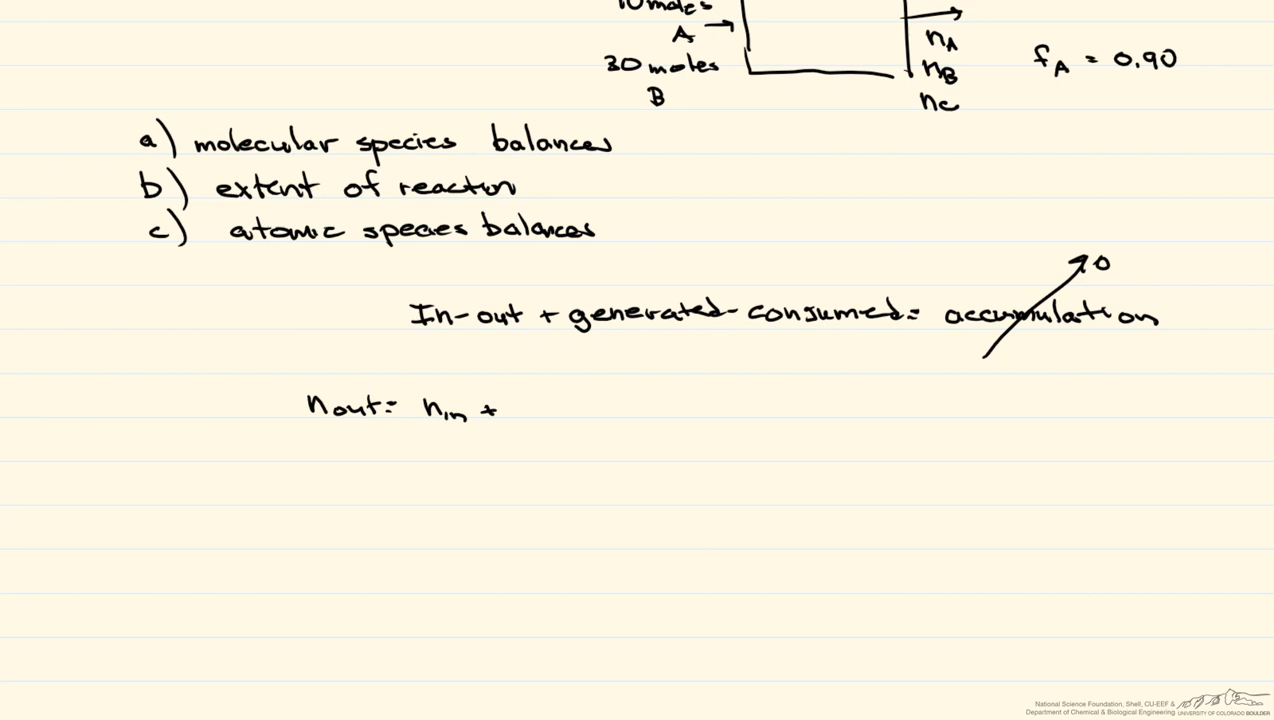 10 moles
A
30 moles
B
nA
nB
nC
fA = 0.90
a) molecular species balances
b) extent of reaction
c) atomic species balances
In-out + generated-consumed= accumulation
0
nout= nin +
National Science Foundation, Shell, CU-EEF &
Department of Chemical & Biological Engineering UNIVERSITY OF COLORADO BOULDER